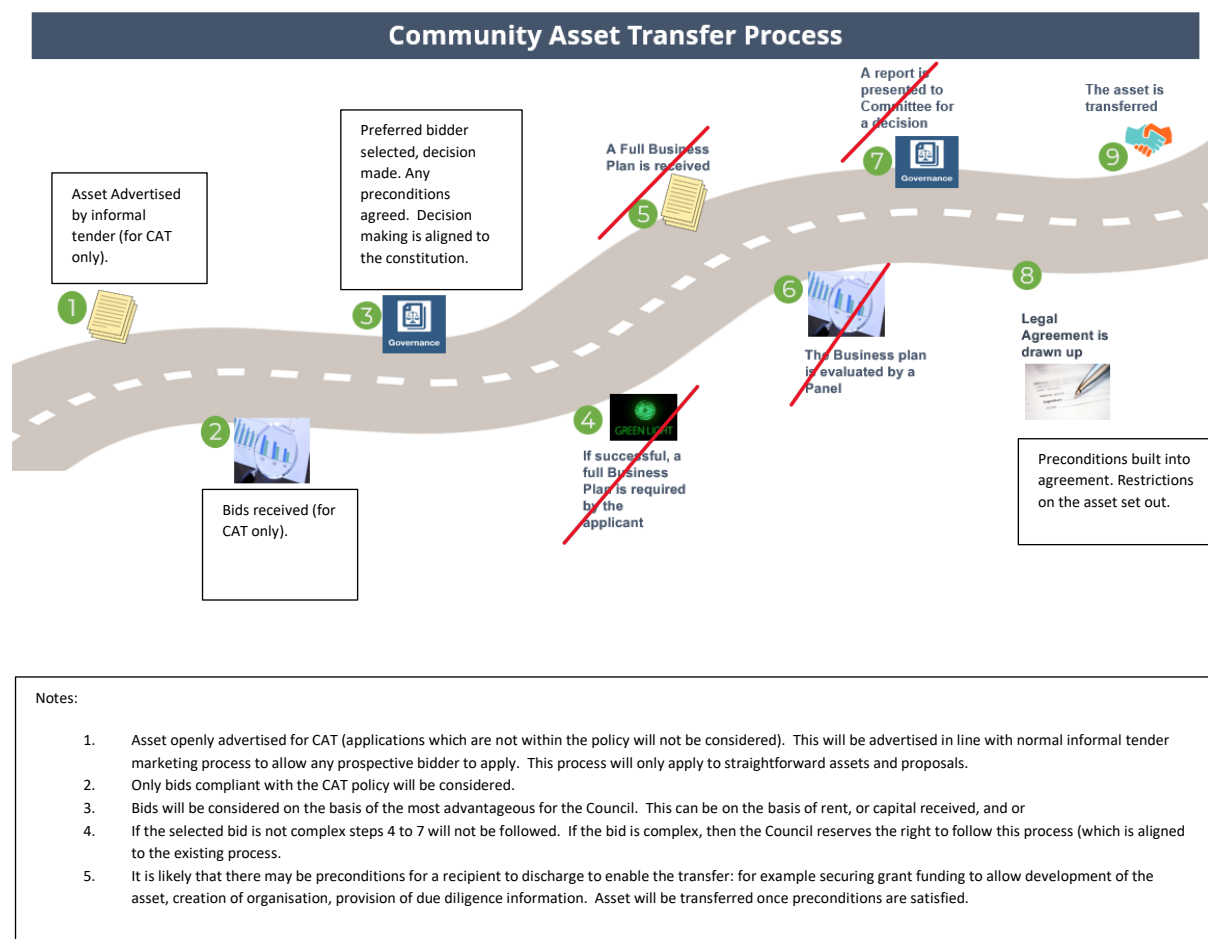 Community Asset Transfer Process
Asset Advertised
by informal
tender (for CAT
only).
1
2
Bids received (for
CAT only).
Preferred bidder
selected, decision
made. Any
preconditions
agreed. Decision
making is aligned to
the constitution.
3
Governance
4
GREEN LIGHT
If successful, a
full Business
Plan is required
by the
applicant
A Full Business
Plan is received
5
6
The Business plan
is evaluated by a
Panel
A report is
presented to
Committee for
a decision
7
Governance
8
Legal
Agreement is
drawn up
Preconditions built into
agreement. Restrictions
on the asset set out.
The asset is
transferred
9
Notes:
1. Asset openly advertised for CAT (applications which are not within the policy will not be considered). This will be advertised in line with normal informal tender
marketing process to allow any prospective bidder to apply. This process will only apply to straightforward assets and proposals.
2. Only bids compliant with the CAT policy will be considered.
3. Bids will be considered on the basis of the most advantageous for the Council. This can be on the basis of rent, or capital received, and or
4. If the selected bid is not complex steps 4 to 7 will not be followed. If the bid is complex, then the Council reserves the right to follow this process (which is aligned
to the existing process.
5. It is likely that there may be preconditions for a recipient to discharge to enable the transfer: for example securing grant funding to allow development of the
asset, creation of organisation, provision of due diligence information. Asset will be transferred once preconditions are satisfied.